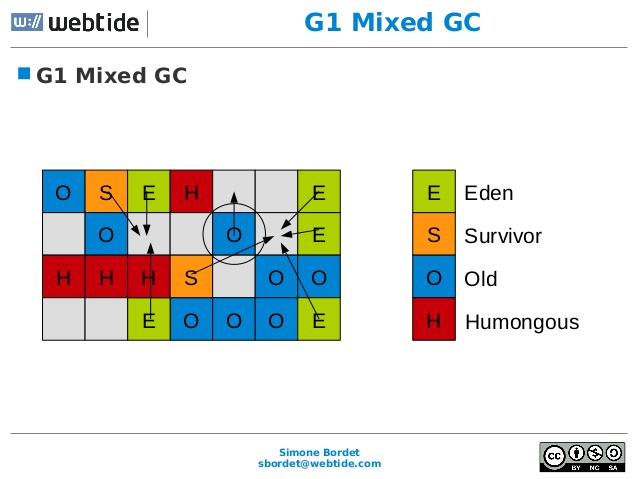 w:// webtide
G1 Mixed GC
G1 Mixed GC
O S E H E
O O E
H H H S O O
E O O O E
E Eden
S Survivor
O Old
H Humongous
Simone Bordet
sbordet@webtide.com
cc BY NC SA